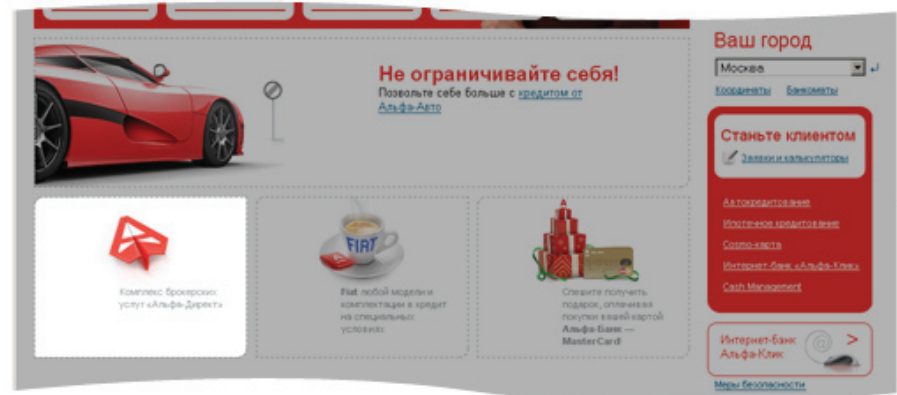 Не ограничивайте себя!
Позвольте себе больше с кредитом от
Альфа-Авто
Комплекс брокерских
услуг «Альфа-Директ»
FIAT
Fiat любой модели и
комплектации в кредит
на специальных
условиях
Спешите получить
подарок, оплачивая
покупки вашей картой
Альфа-Банк —
MasterCard!
Ваш город
Москва
Координаты Банкоматы
Станьте клиентом
Заявки и калькуляторы
Автокредитование
Ипотечное кредитование
Cosmo-карта
Интернет-банк «Альфа-Клик»
Cash Management
Интернет-банк
Альфа-Клик
Меры безопасности